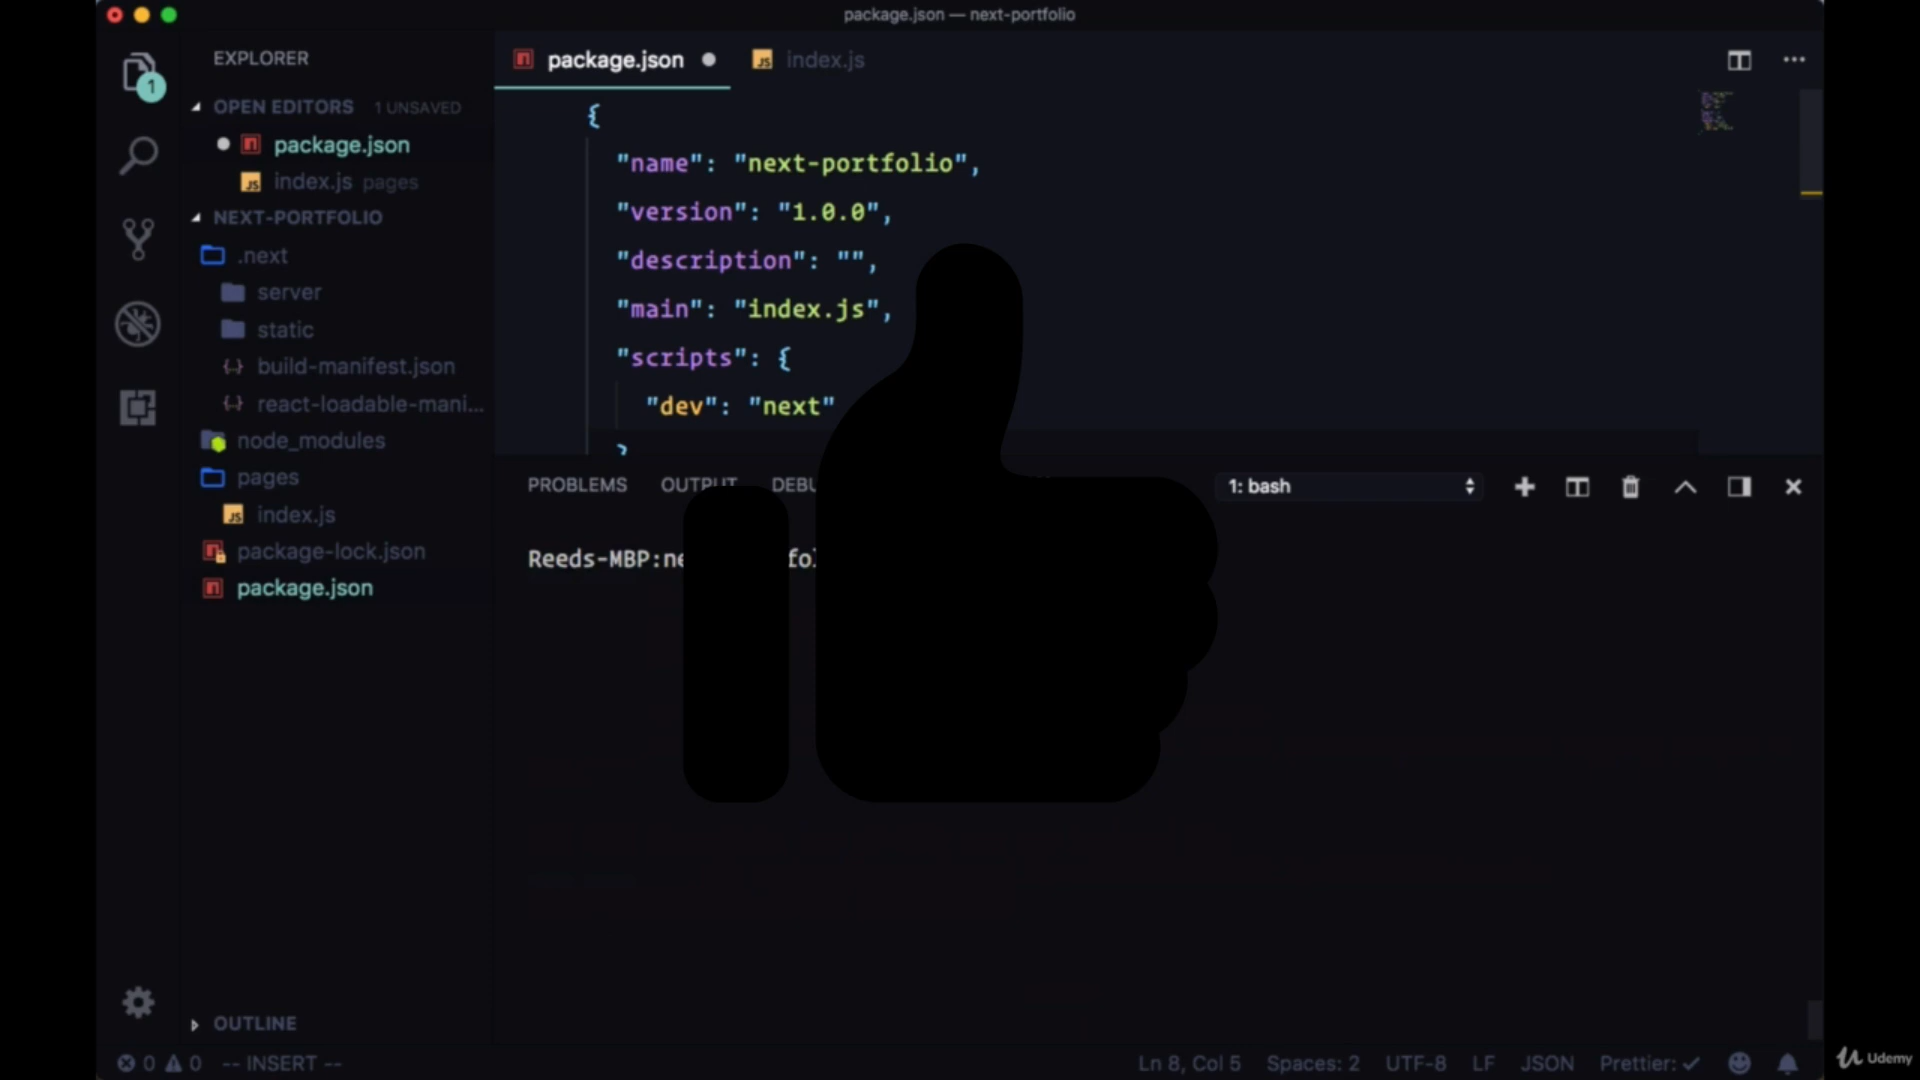 package.json — next-portfolio
EXPLORER
OPEN EDITORS 1 UNSAVED
package.json
index.js pages
NEXT-PORTFOLIO
.next
server
static
build-manifest.json
react-loadable-mani...
node_modules
pages
index.js
package-lock.json
package.json
OUTLINE
package.json
index.js
{
"name": "next-portfolio",
"version": "1.0.0",
"description": "",
"main": "index.js",
"scripts": {
"dev": "next"
PROBLEMS OUTPUT
1: bash
Reeds-MBP:
0 0 -- INSERT --
Ln 8, Col 5 Spaces: 2 UTF-8 LF JSON Prettier: ✓
1
Udemy